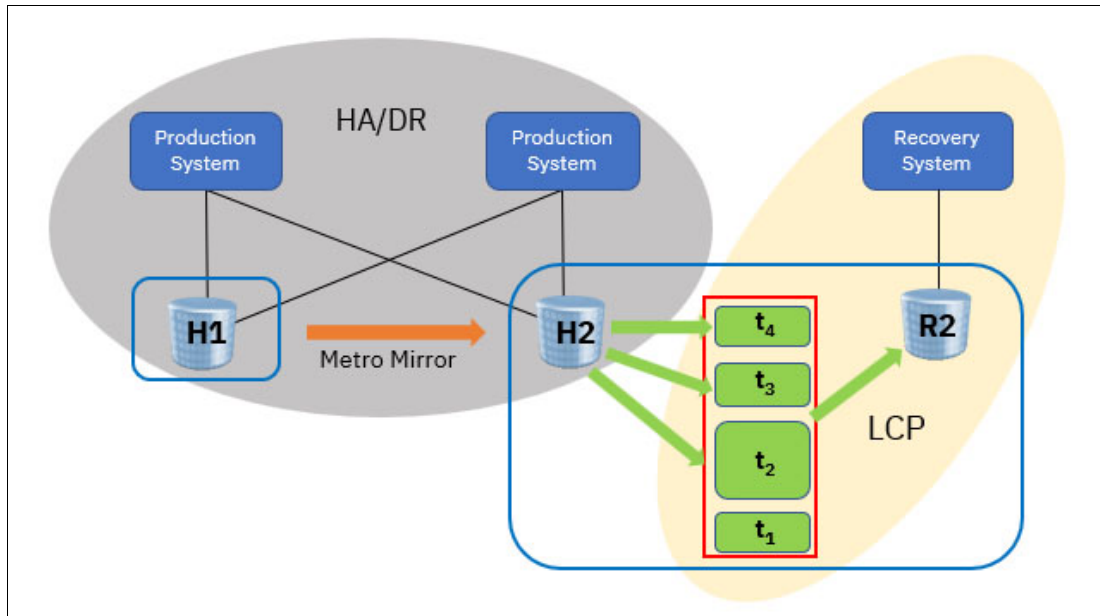 HA/DR
Production
System
Production
System
Recovery
System
H1
Metro Mirror
H2
t4
t3
t2
t1
R2
LCP